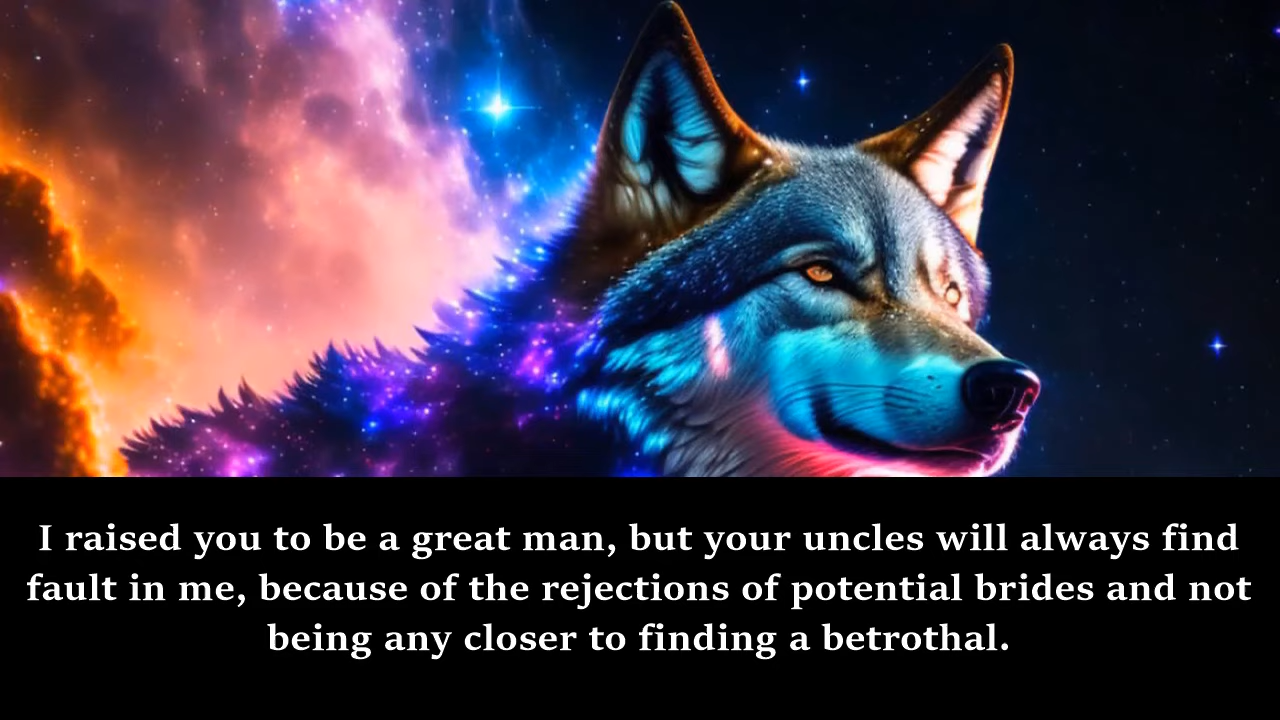 I raised you to be a great man, but your uncles will always find
fault in me, because of the rejections of potential brides and not
being any closer to finding a betrothal.